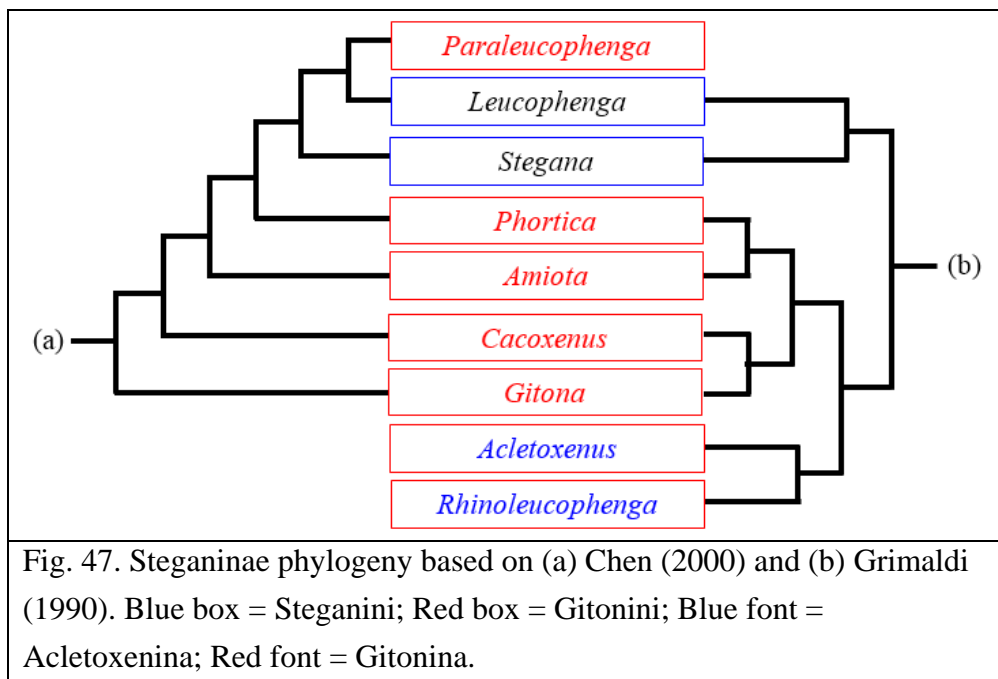 Paraleucophenga
Leucophenga
Stegana
Phortica
Amiota
(a)
(b)
Cacoxenus
Gitona
Acletoxenus
Rhinoleucophenga
Fig. 47. Steganinae phylogeny based on (a) Chen (2000) and (b) Grimaldi
(1990). Blue box = Steganini; Red box = Gitonini; Blue font =
Acletoxenina; Red font = Gitonina.